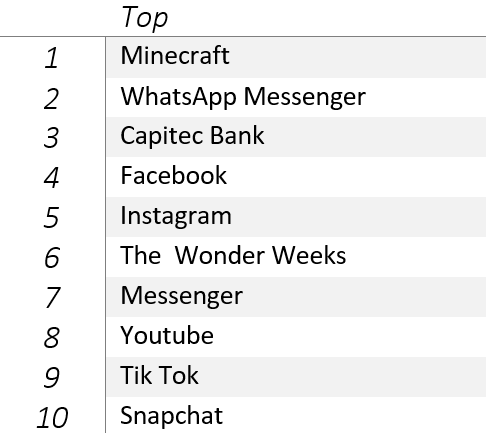 Top
1 Minecraft
2 WhatsApp Messenger
3 Capitec Bank
4 Facebook
5 Instagram
6 The  Wonder Weeks
7 Messenger
8 Youtube
9 Tik Tok
10 Snapchat